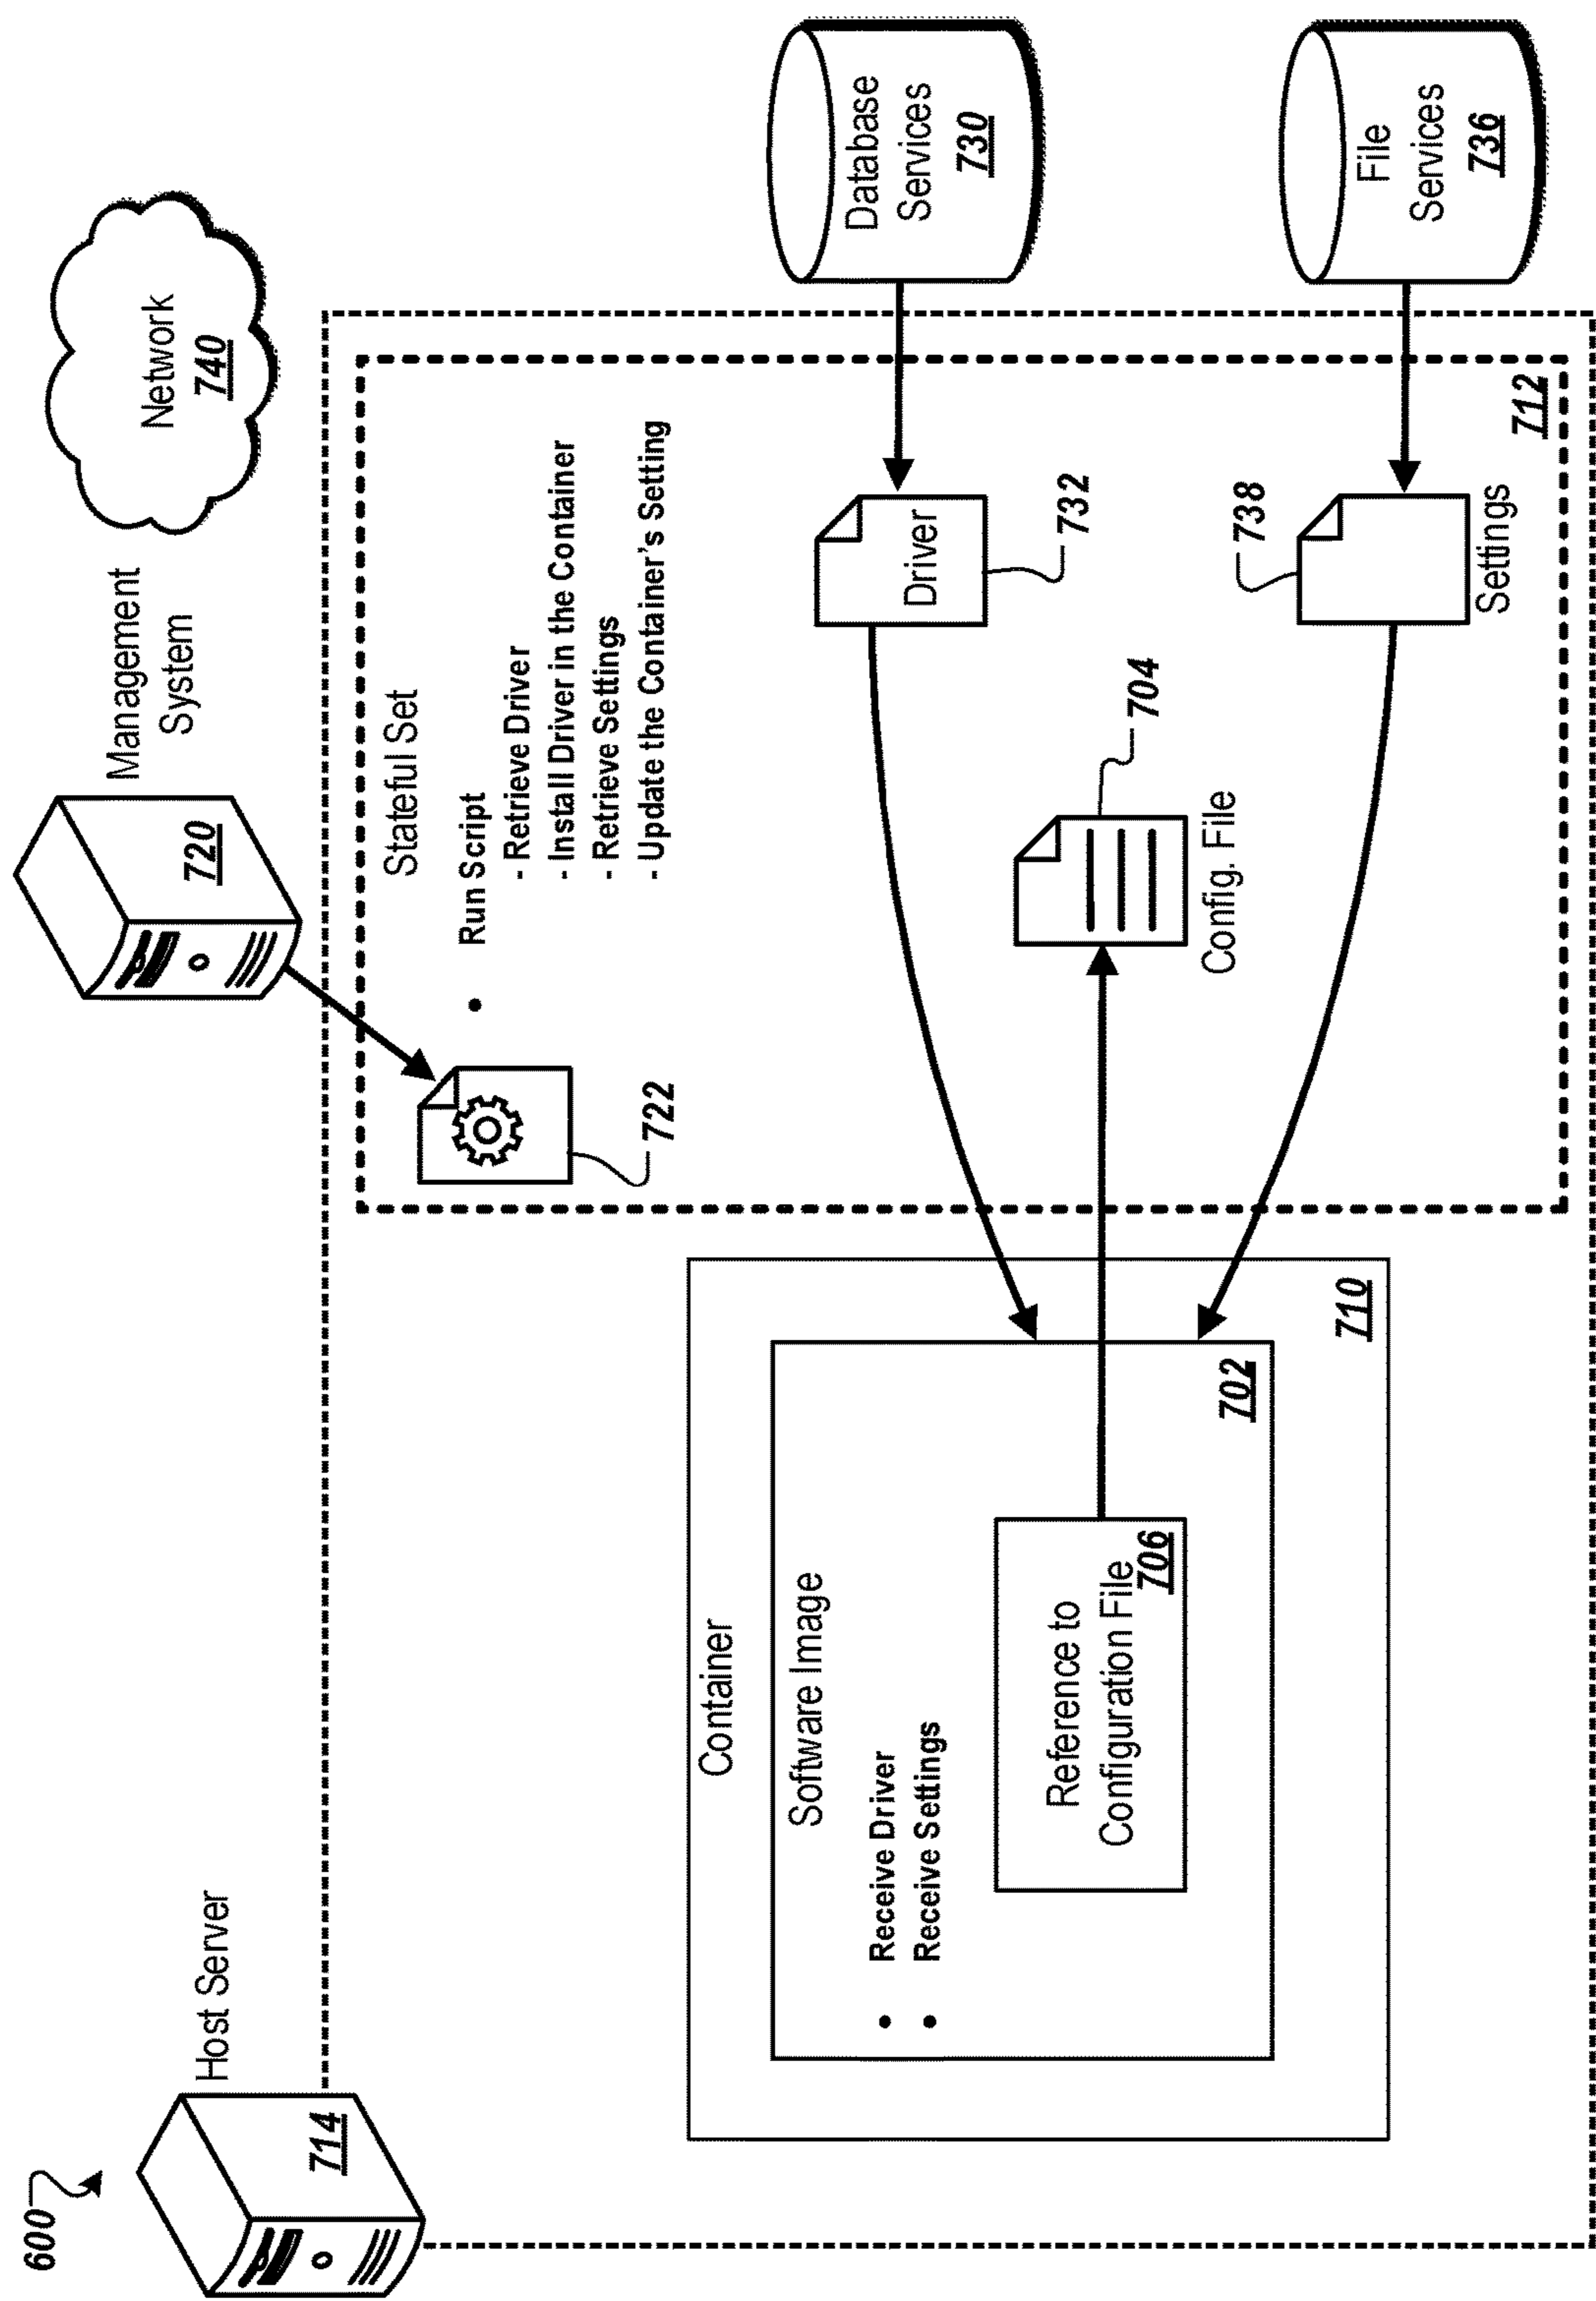 600
Host Server
714
Management
System
720
Network
740
Stateful Set
• Run Script
- Retrieve Driver
- Install Driver in the Container
- Retrieve Settings
- Update the Container's Setting
722
Container
Software Image
• Receive Driver
• Receive Settings
Reference to
Configuration File
706
702
710
Driver
732
704
Config. File
738
Settings
712
Database
Services
730
File
Services
736